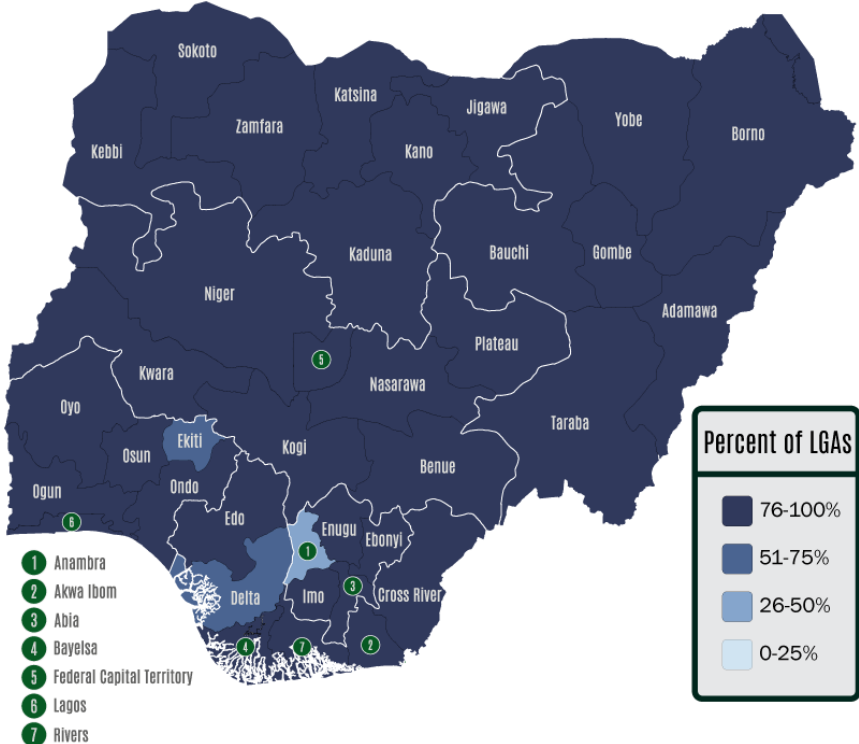 Sokoto
Katsina
Jigawa
Yobe
Borno
Zamfara
Kano
Kebbi
Kaduna
Bauchi
Gombe
Niger
Adamawa
Plateau
5
Kwara
Nasarawa
Oyo
Taraba
Ekiti
Kogi
Osun
Benue
Ogun
Ondo
Edo
6
Enugu
Ebonyi
1
3
Delta
Imo
Cross River
4
7
2
1 Anambra
2 Akwa Ibom
3 Abia
4 Bayelsa
5 Federal Capital Territory
6 Lagos
7 Rivers
Percent of LGAs
76-100%
51-75%
26-50%
0-25%